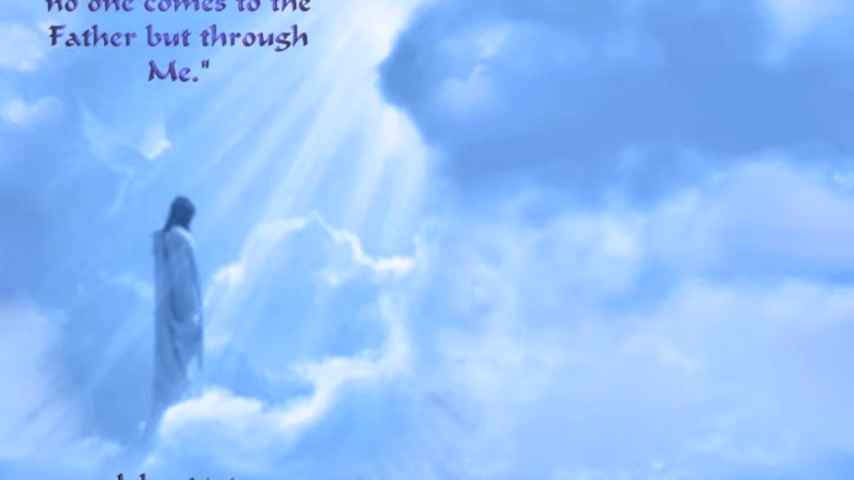 no one comes to the
Father but through
Me."